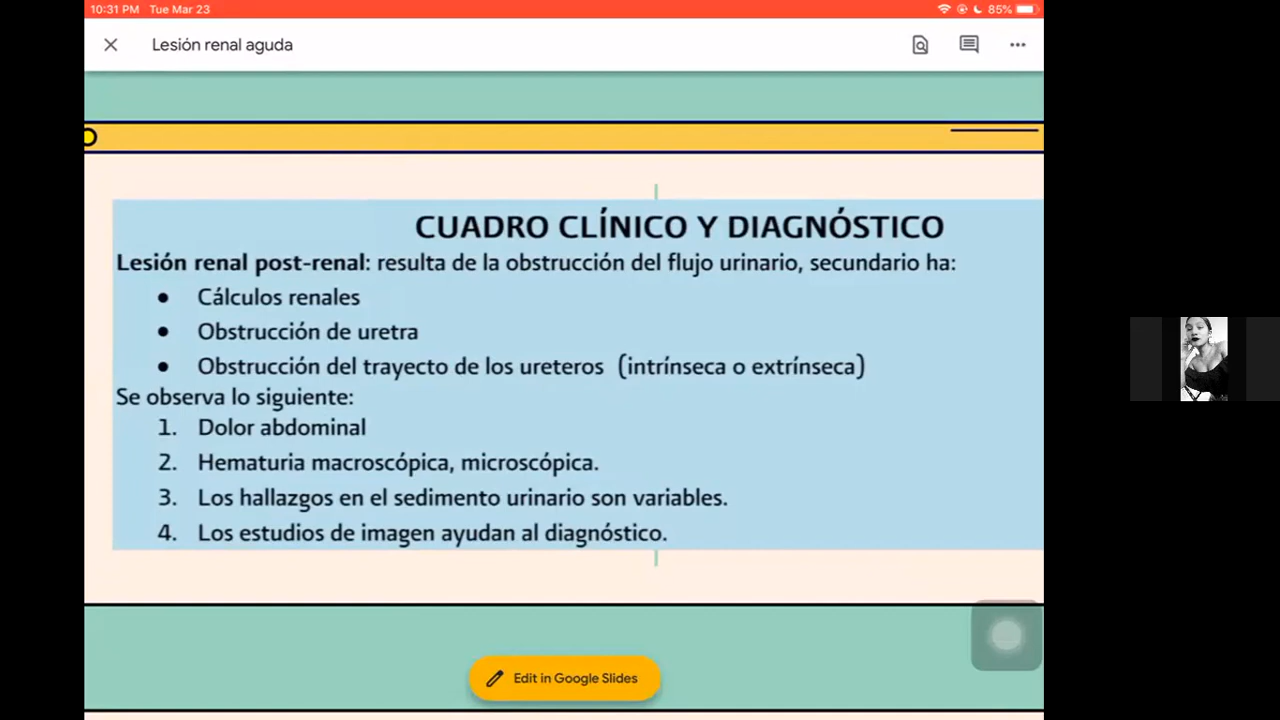 10:31 PM Tue Mar 23 85%
Lesión renal aguda
CUADRO CLÍNICO Y DIAGNÓSTICO
Lesión renal post-renal: resulta de la obstrucción del flujo urinario, secundario ha:
• Cálculos renales
• Obstrucción de uretra
• Obstrucción del trayecto de los ureteros (intrínseca o extrínseca)
Se observa lo siguiente:
1. Dolor abdominal
2. Hematuria macroscópica, microscópica.
3. Los hallazgos en el sedimento urinario son variables.
4. Los estudios de imagen ayudan al diagnóstico.
Edit in Google Slides